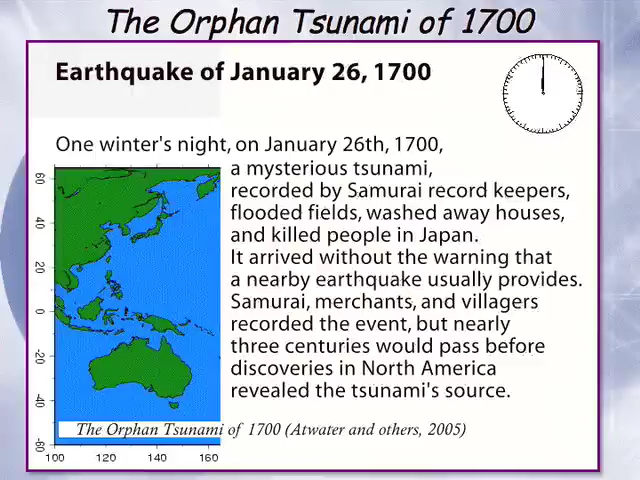 The Orphan Tsunami of 1700
Earthquake of January 26, 1700
One winter's night, on January 26th, 1700,
a mysterious tsunami,
recorded by Samurai record keepers,
flooded fields, washed away houses,
and killed people in Japan.
It arrived without the warning that
a nearby earthquake usually provides.
Samurai, merchants, and villagers
recorded the event, but nearly
three centuries would pass before
discoveries in North America
revealed the tsunami's source.
60
40
20
0
-20
-40
-60
The Orphan Tsunami of 1700 (Atwater and others, 2005)
100 120 140 160